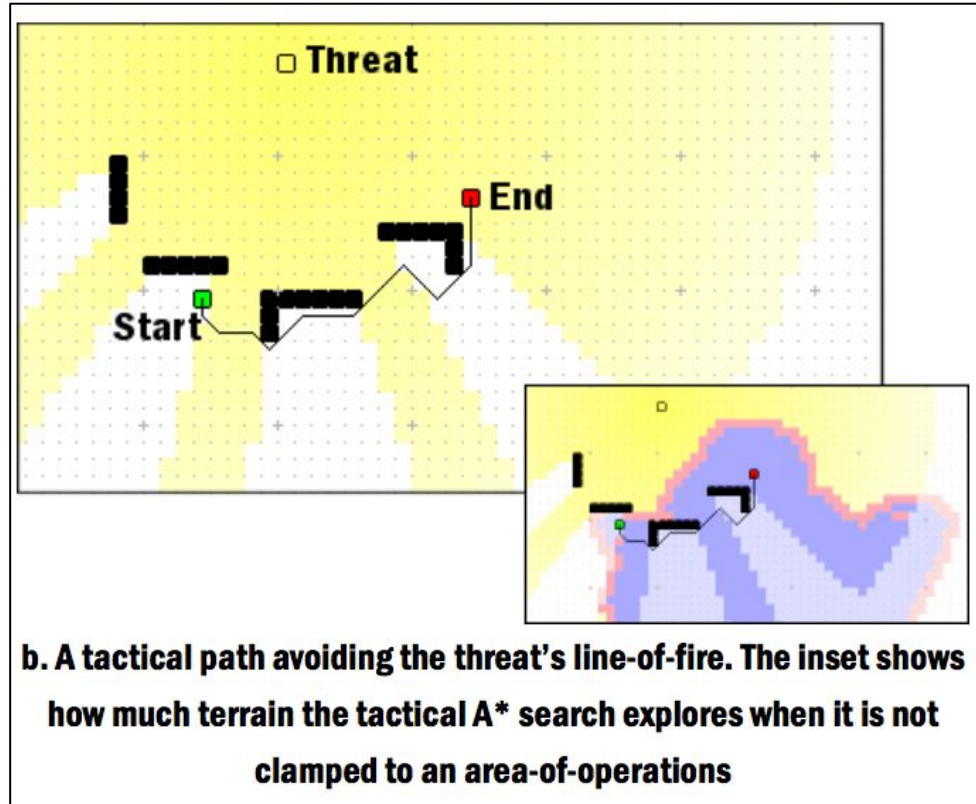 Threat
End
Start
b. A tactical path avoiding the threat's line-of-fire. The inset shows
how much terrain the tactical A* search explores when it is not
clamped to an area-of-operations